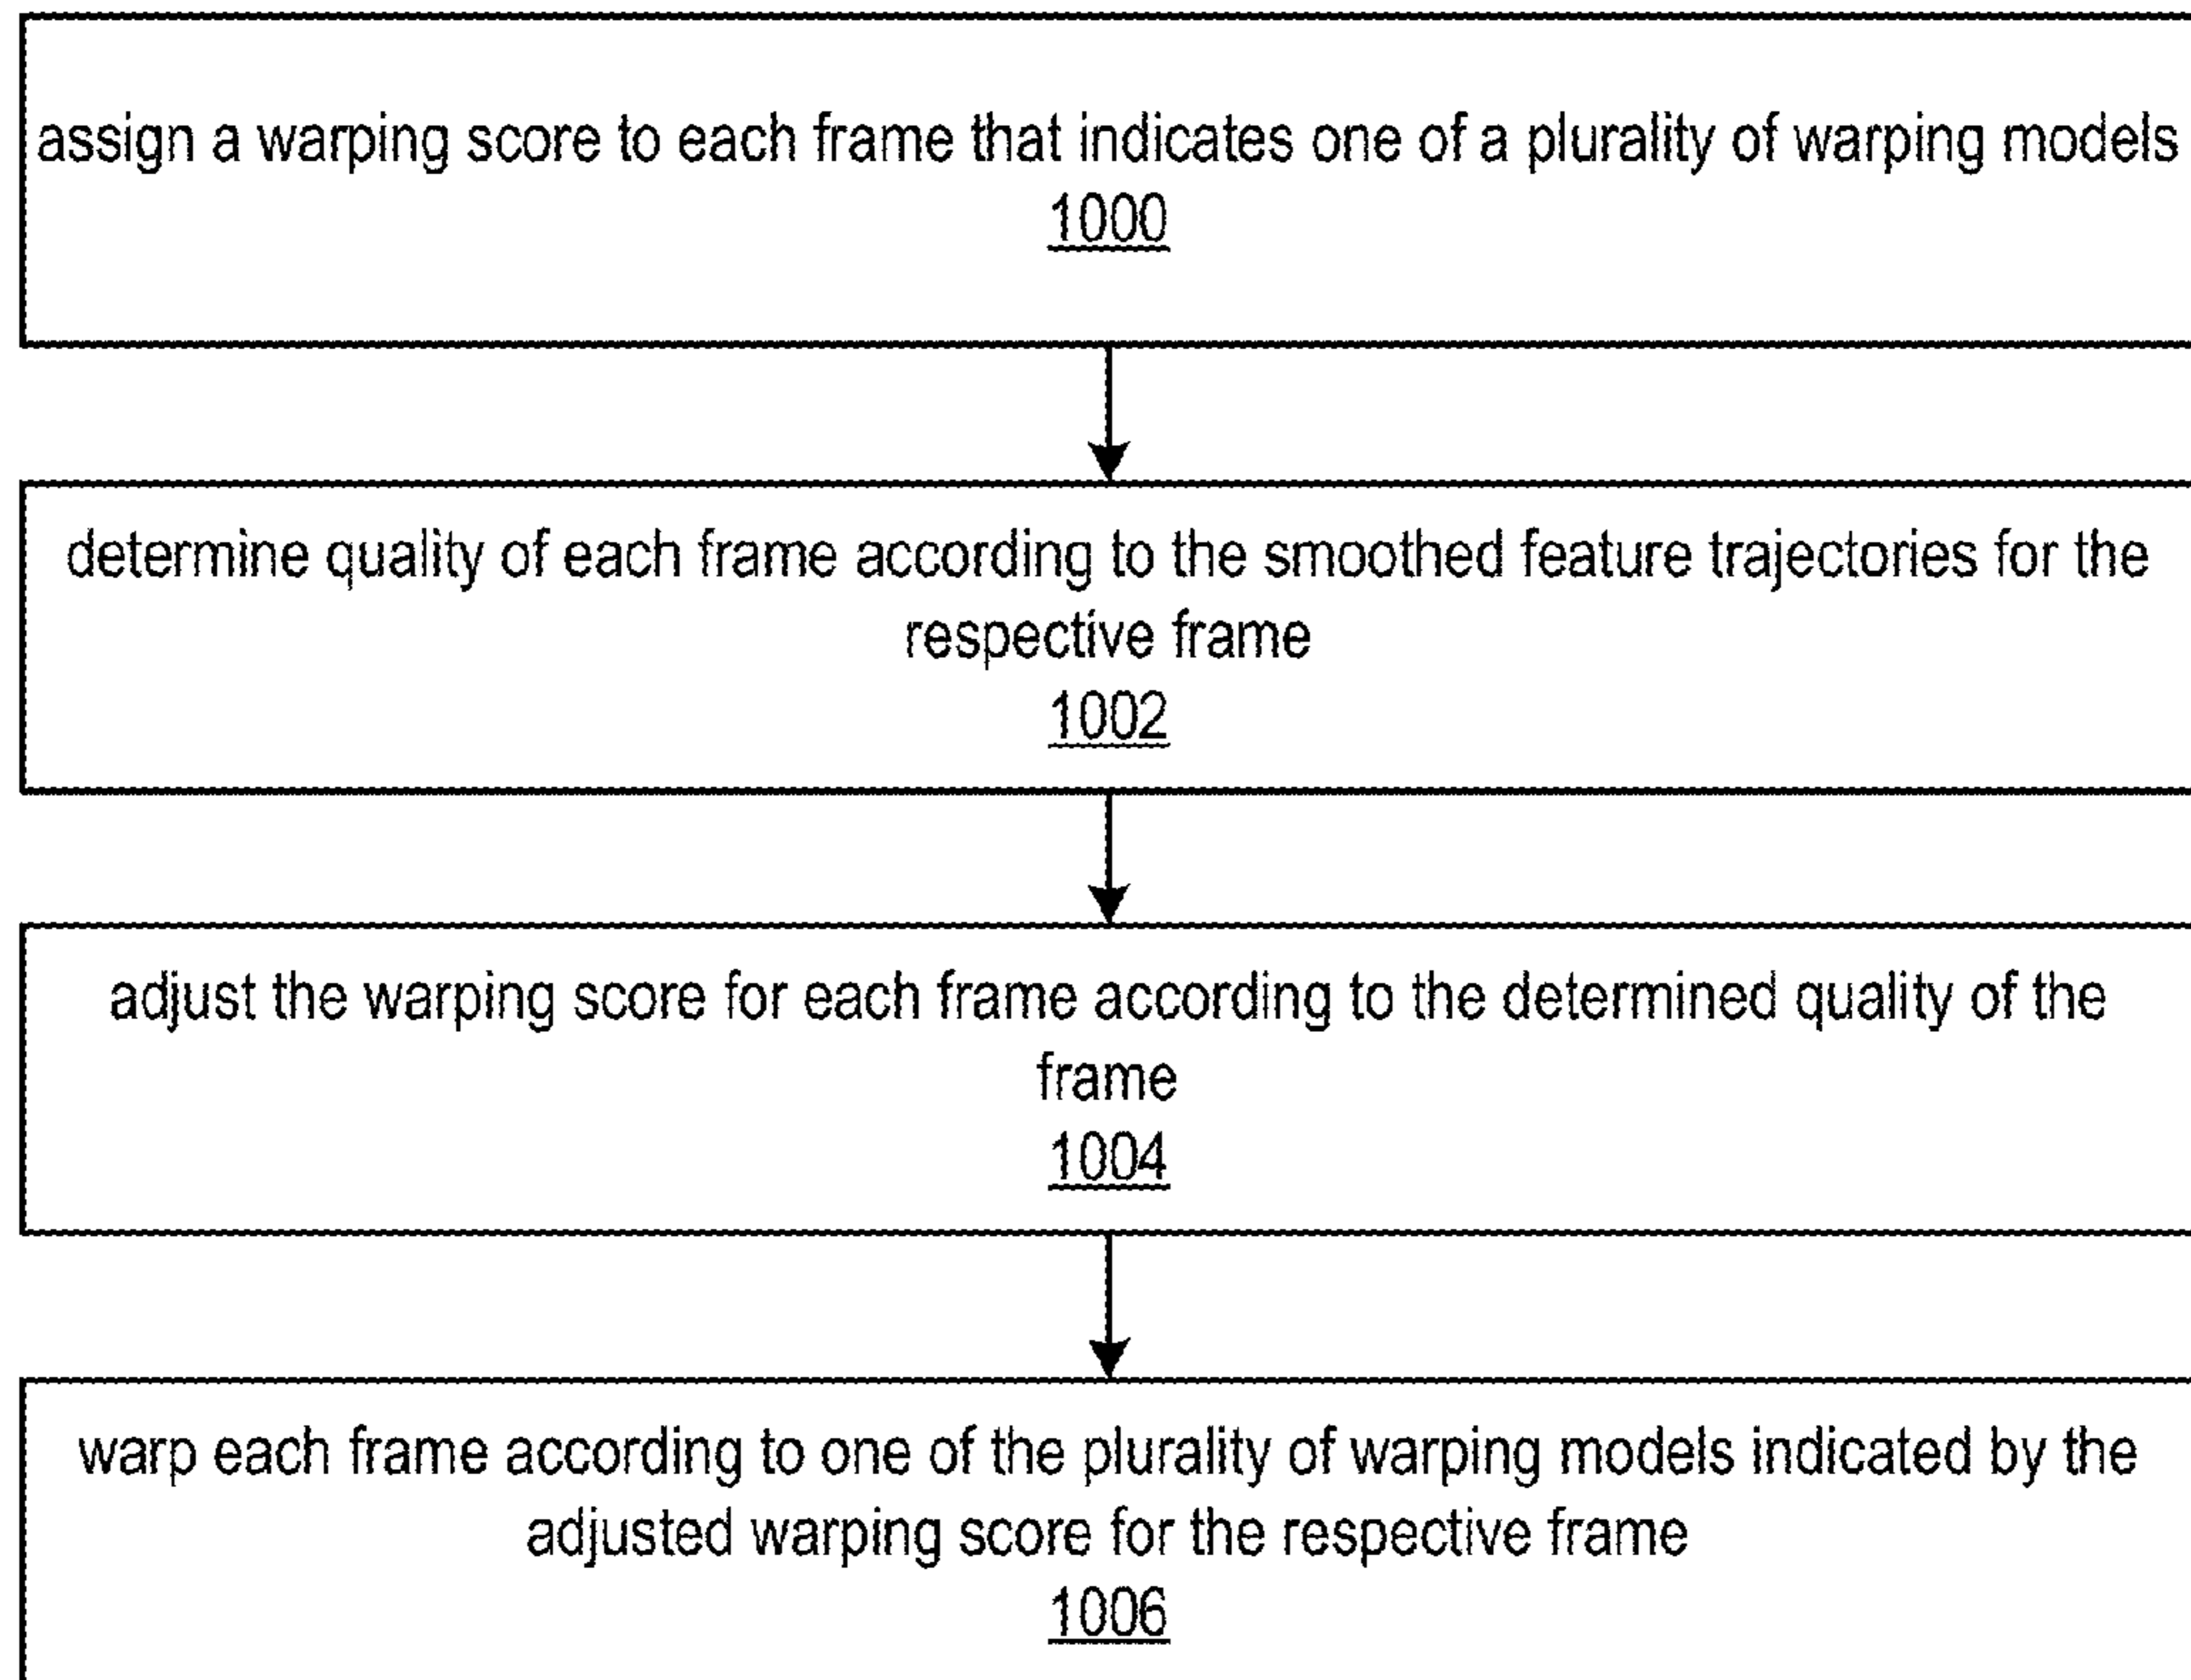 assign a warping score to each frame that indicates one of a plurality of warping models
1000
determine quality of each frame according to the smoothed feature trajectories for the
respective frame
1002
adjust the warping score for each frame according to the determined quality of the
frame
1004
warp each frame according to one of the plurality of warping models indicated by the
adjusted warping score for the respective frame
1006